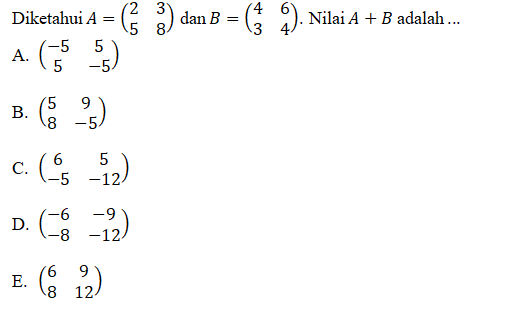 Diketahui A = (2 3 5 8) dan B = (4 6 3 4). Nilai A + B adalah ...
A. (−5 5 5 −5)
B. (5 9 8 −5)
C. (6 5 −5 −12)
D. (−6 −9 −8 −12)
E. (6 9 8 12)